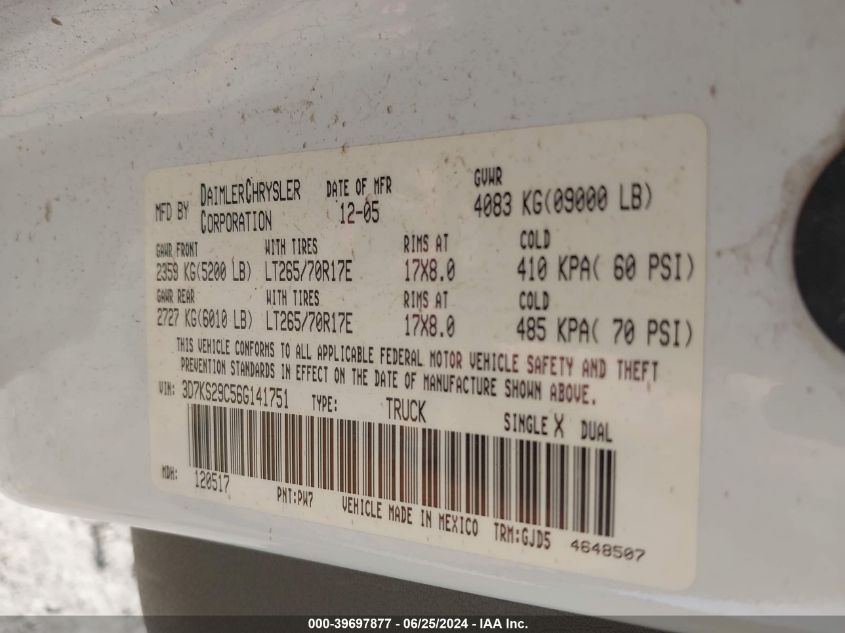 MFD BY DAIMLERCHRYSLER CORPORATION
DATE OF MFR 12-05
GVWR 4083 KG(09000 LB)
GAWR FRONT WITH TIRES RIMS AT COLD
2359 KG(5200 LB) LT265/70R17E 17X8.0 410 KPA( 60 PSI)
GAWR REAR WITH TIRES RIMS AT COLD
2727 KG(6010 LB) LT265/70R17E 17X8.0 485 KPA( 70 PSI)
THIS VEHICLE CONFORMS TO ALL APPLICABLE FEDERAL MOTOR VEHICLE SAFETY AND THEFT
PREVENTION STANDARDS IN EFFECT ON THE DATE OF MANUFACTURE SHOWN ABOVE.
VIN: 3D7KS29C56G141751 TYPE: TRUCK SINGLE X DUAL
MDH: 120517 PNT:PW7 VEHICLE MADE IN MEXICO TRM:GJD5 4648507
000-39697877 - 06/25/2024 - IAA Inc.